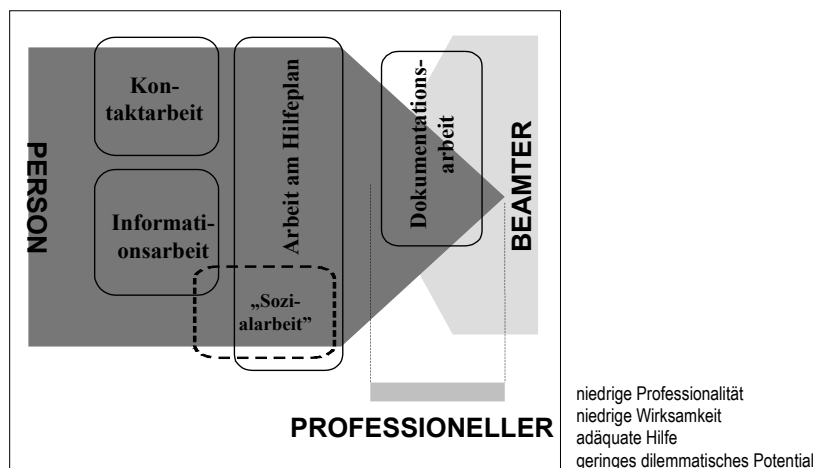 PERSON
Kon-
taktarbeit
Informati-
onsarbeit
Arbeit am Hilfeplan
„Sozi-
alarbeit”
Dokumentations-
arbeit
BEAMTER
PROFESSIONELLER
niedrige Professionalität
niedrige Wirksamkeit
adäquate Hilfe
geringes dilemmatisches Potential